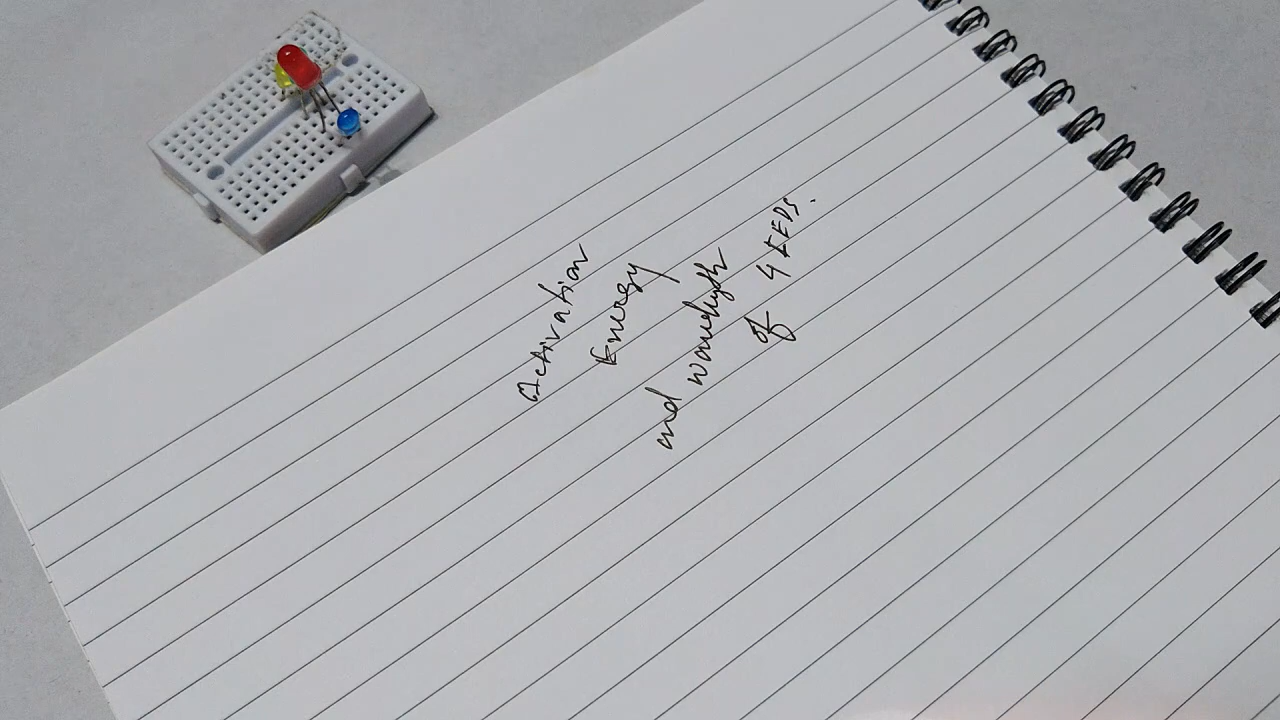 Activation
Energy
and wavelength
of 4 LEDS.